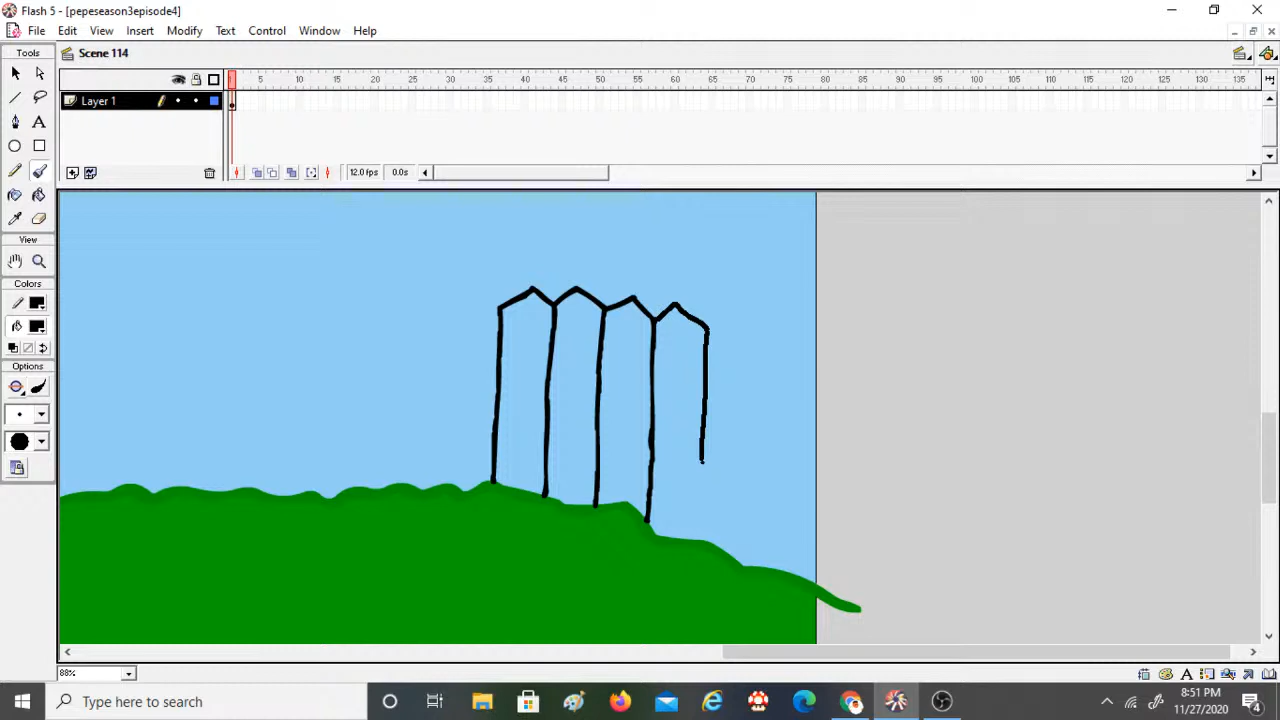 Flash 5 - [pepeseason3episode4]
File Edit View Insert Modify Text Control Window Help
Tools
Scene 114
5 10 15 20 25 30 35 40 45 50 55 60 65 70 75 80 85 90 95 100 105 110 115 120 125 130 135
Layer 1
12.0 fps 0.0s
View
Colors
Options
88%
Type here to search
8:51 PM
11/27/2020
4